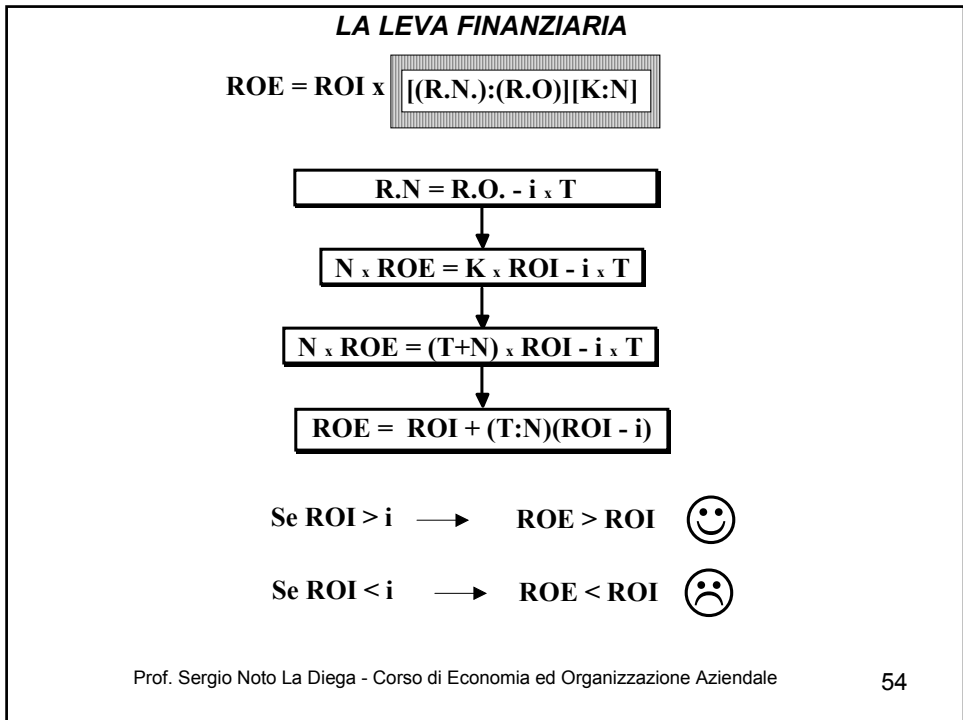 LA LEVA FINANZIARIA
ROE = ROI x [(R.N.):(R.O)][K:N]
R.N = R.O. - i x T
N x ROE = K x ROI - i x T
N x ROE = (T+N) x ROI - i x T
ROE = ROI + (T:N)(ROI - i)
Se ROI > i → ROE > ROI
Se ROI < i → ROE < ROI
Prof. Sergio Noto La Diega - Corso di Economia ed Organizzazione Aziendale 54